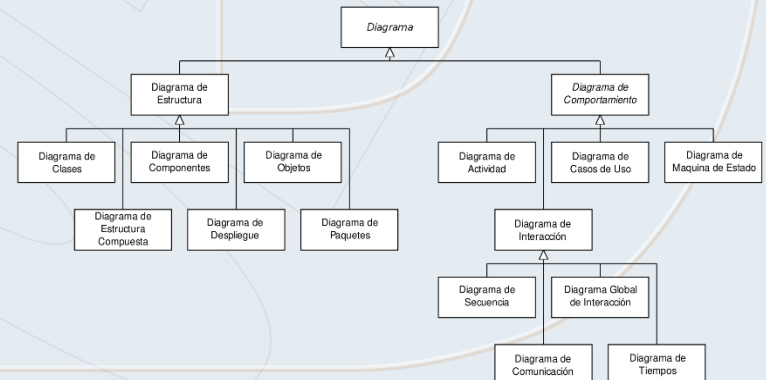 Diagrama
Diagrama de
Estructura
Diagrama de
Comportamiento
Diagrama de
Clases
Diagrama de
Componentes
Diagrama de
Objetos
Diagrama de
Actividad
Diagrama de
Casos de Uso
Diagrama de
Maquina de Estado
Diagrama de
Estructura
Compuesta
Diagrama de
Despliegue
Diagrama de
Paquetes
Diagrama de
Interacción
Diagrama de
Secuencia
Diagrama Global
de Interacción
Diagrama de
Comunicación
Diagrama de
Tiempos